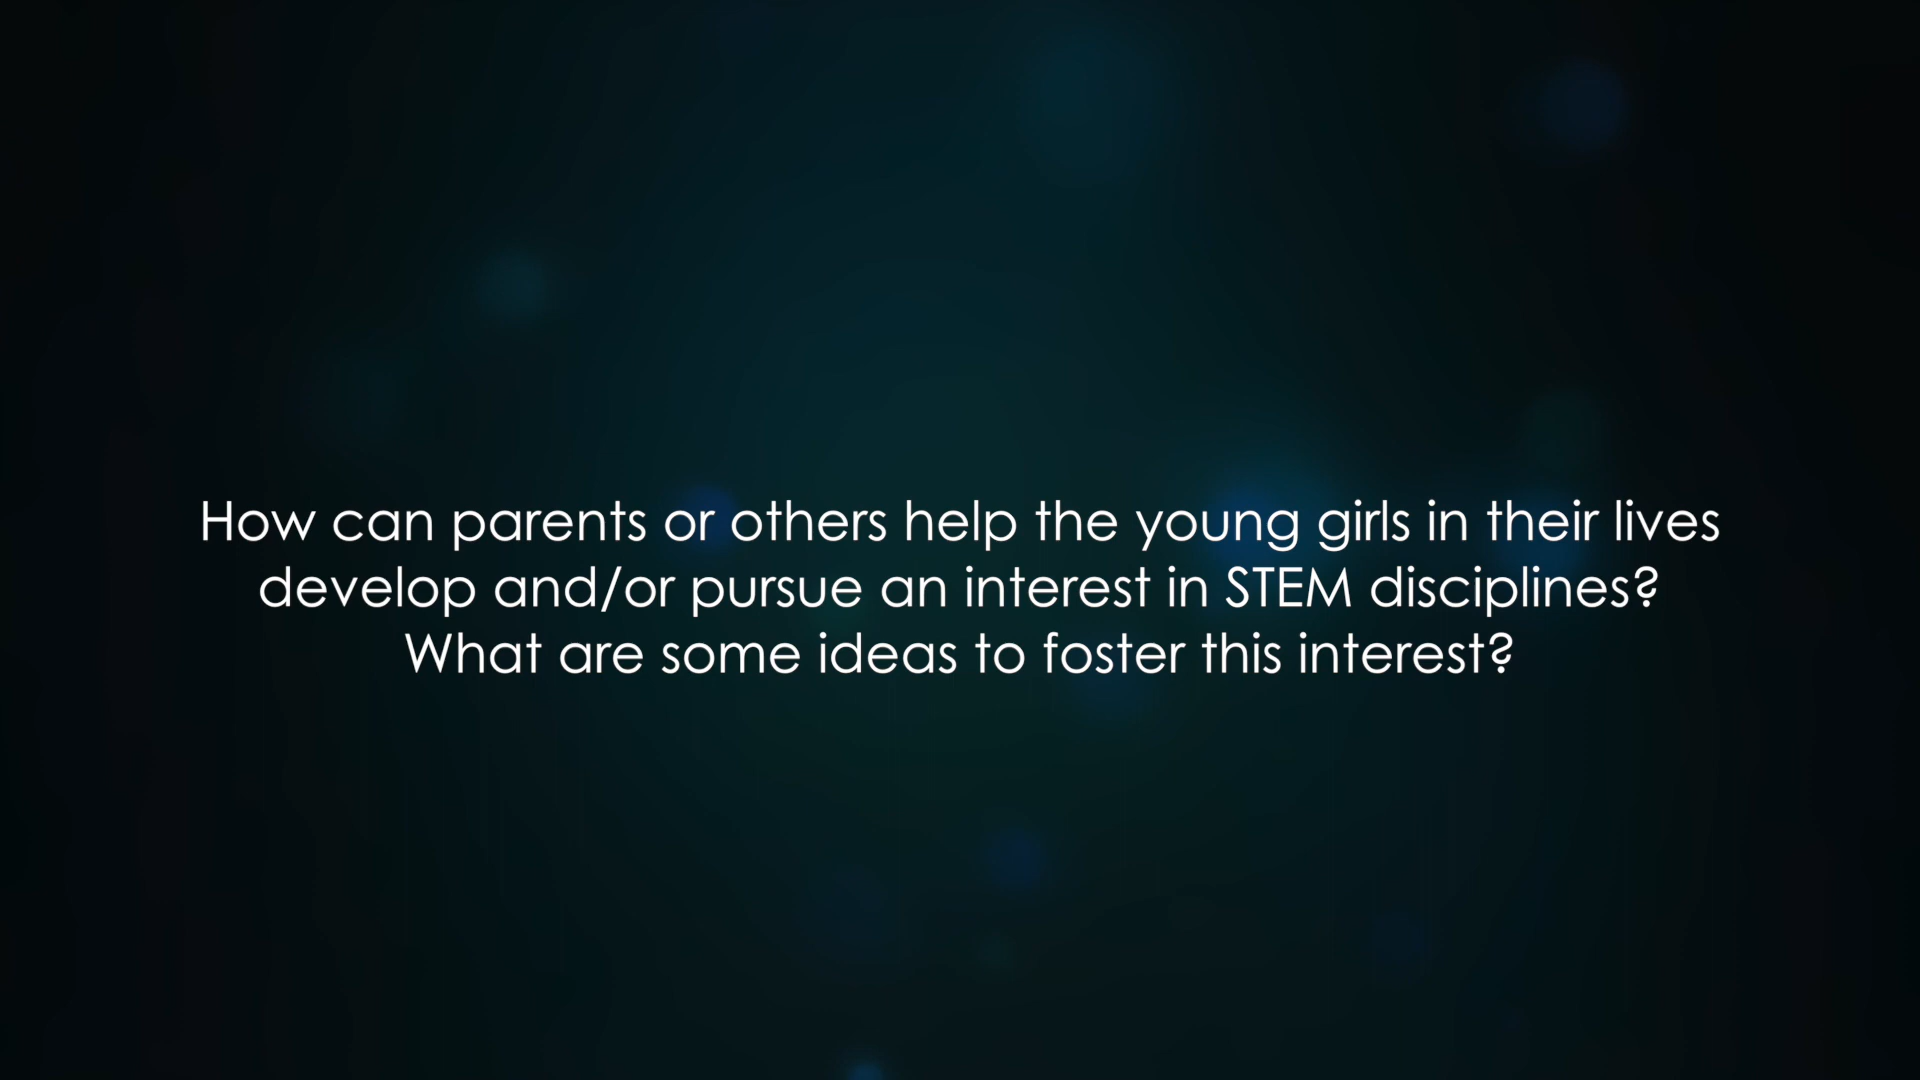 How can parents or others help the young girls in their lives
develop and/or pursue an interest in STEM disciplines?
What are some ideas to foster this interest?